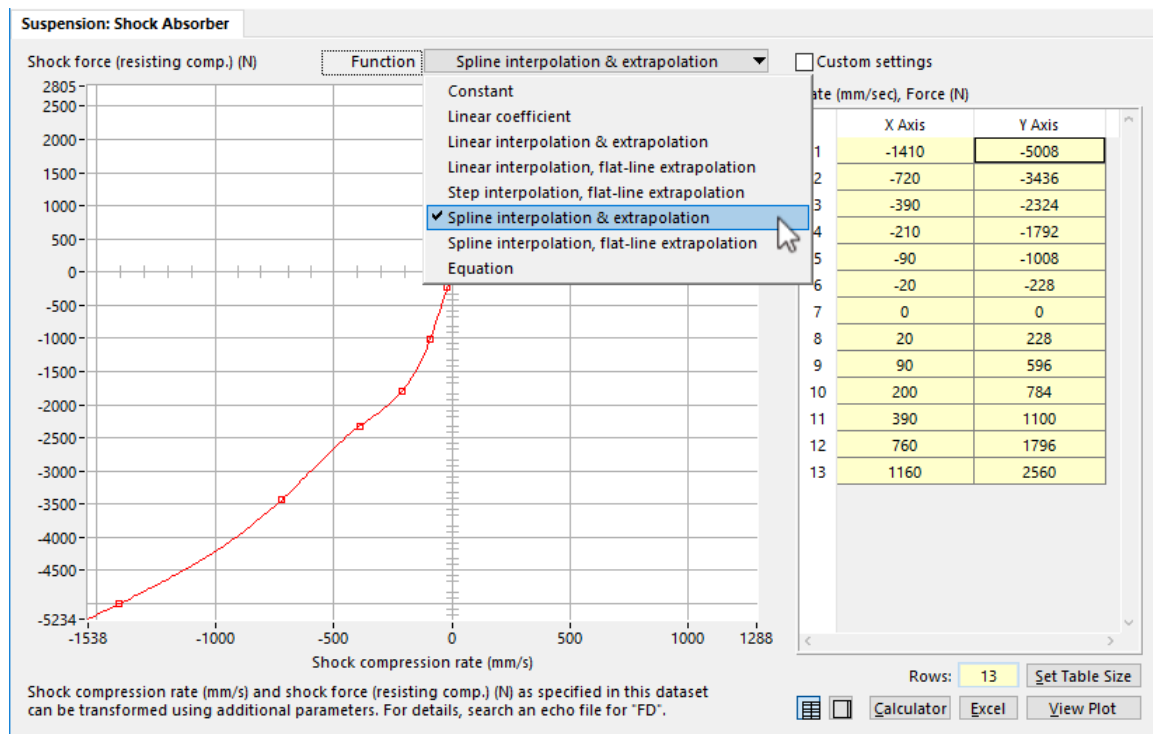 Suspension: Shock Absorber
Shock force (resisting comp.) (N)
Function
Spline interpolation & extrapolation
Custom settings
Constant
Linear coefficient
Linear interpolation & extrapolation
Linear interpolation, flat-line extrapolation
Step interpolation, flat-line extrapolation
Spline interpolation & extrapolation
Spline interpolation, flat-line extrapolation
Equation
2805
2500
2000
1500
1000
500
0
-500
-1000
-1500
-2000
-2500
-3000
-3500
-4000
-4500
-5234
-1538 -1000 -500 0 500 1000 1288
Shock compression rate (mm/s)
ate (mm/sec), Force (N)
X Axis Y Axis
1 -1410 -5008
2 -720 -3436
3 -390 -2324
4 -210 -1792
5 -90 -1008
6 -20 -228
7 0 0
8 20 228
9 90 596
10 200 784
11 390 1100
12 760 1796
13 1160 2560
Rows: 13 Set Table Size
Calculator Excel View Plot
Shock compression rate (mm/s) and shock force (resisting comp.) (N) as specified in this dataset
can be transformed using additional parameters. For details, search an echo file for "FD".